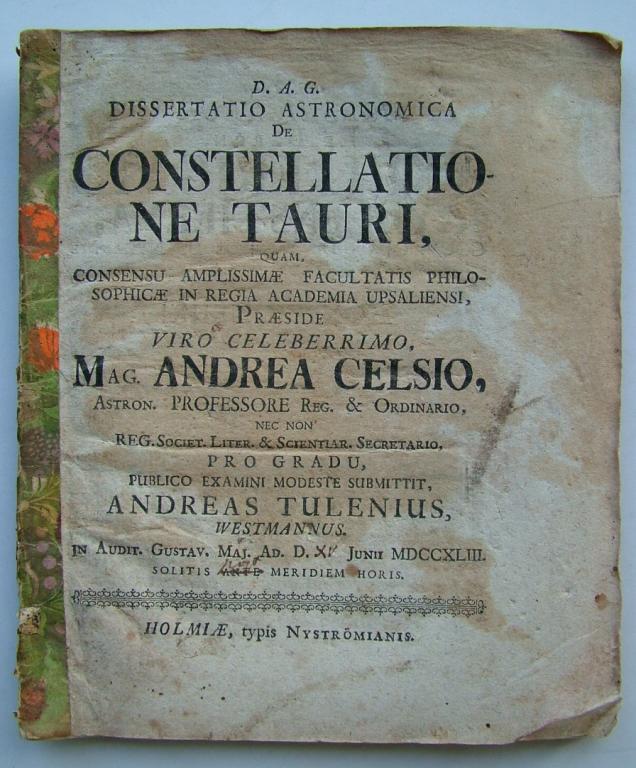 D. A. G.
DISSERTATIO ASTRONOMICA
DE
CONSTELLATIO-
NE TAURI,
QUAM,
CONSENSU AMPLISSIMÆ FACULTATIS PHILO-
SOPHICÆ IN REGIA ACADEMIA UPSALIENSI,
PRÆSIDE
VIRO CELEBERRIMO,
MAG. ANDREA CELSIO,
ASTRON. PROFESSORE REG. & ORDINARIO,
NEC NON
REG. SOCIET. LITER. & SCIENTIAR. SECRETARIO,
PRO GRADU,
PUBLICO EXAMINI MODESTE SUBMITTIT,
ANDREAS TULENIUS,
WESTMANNUS.
IN AUDIT. GUSTAV. MAJ. AD. D. XV JUNII MDCCXLIII.
SOLITIS ANTE MERIDIEM HORIS.
HOLMIÆ, typis NYSTRÖMIANIS.